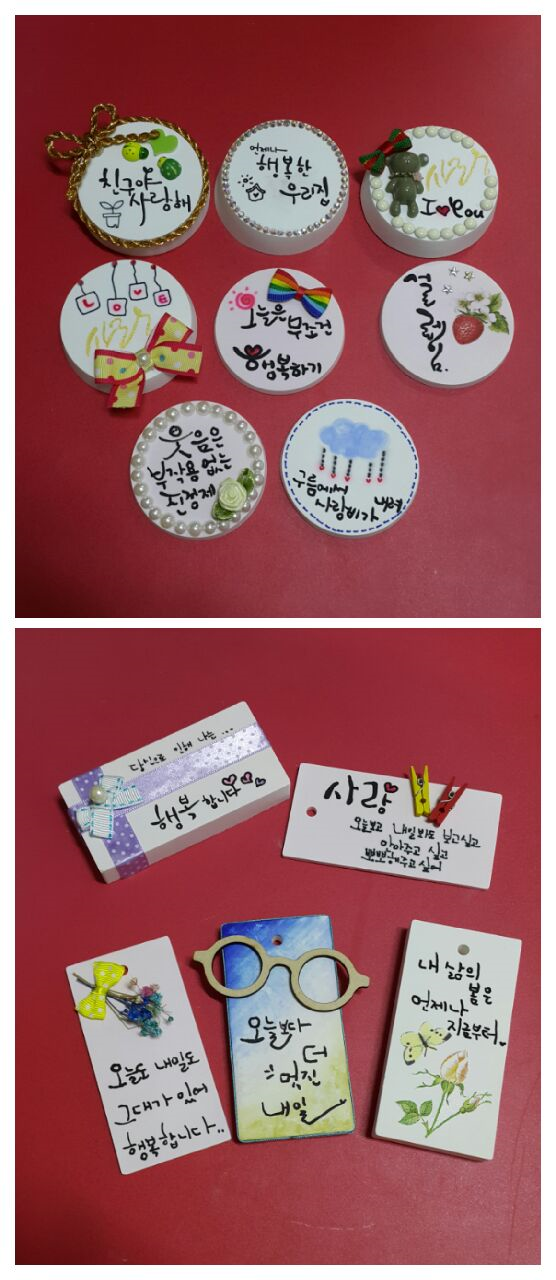 친구야
사랑해
언제나
행복한
우리집
사랑해
I ♥ You
LOVE
사랑해
오늘은 무조건
행복하기
웃음은
부작용 없는
진정제
구름에서
사랑비가 내려
당신으로 인해 나는...
행복합니다
사랑
오늘보고 내일봐도 보고싶고
안아주고 싶고
뽀뽀해주고 싶어
오늘도 내일도
그대가 있어
행복합니다..
오늘보다
더
멋진
내일
내 삶의
봄은
언제나
지금부터.